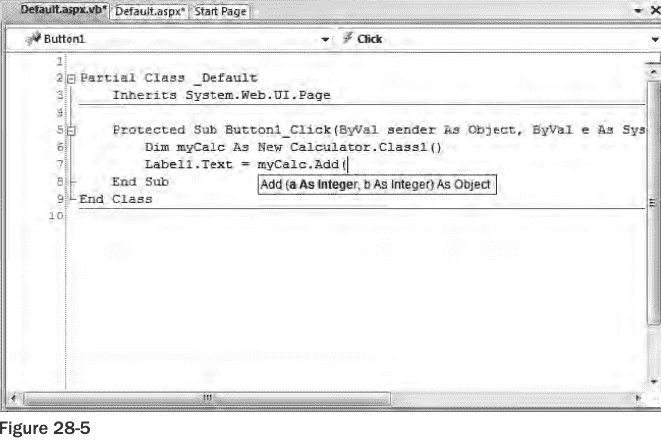 Default.aspx.vb* Default.aspx* Start Page
Button1 Click
1
2 Partial Class _Default
3 Inherits System.Web.UI.Page
4
5 Protected Sub Button1_Click(ByVal sender As Object, ByVal e As Sys
6 Dim myCalc As New Calculator.Class1()
7 Label1.Text = myCalc.Add(
Add (a As Integer, b As Integer) As Object
8 End Sub
9 End Class
10
Figure 28-5